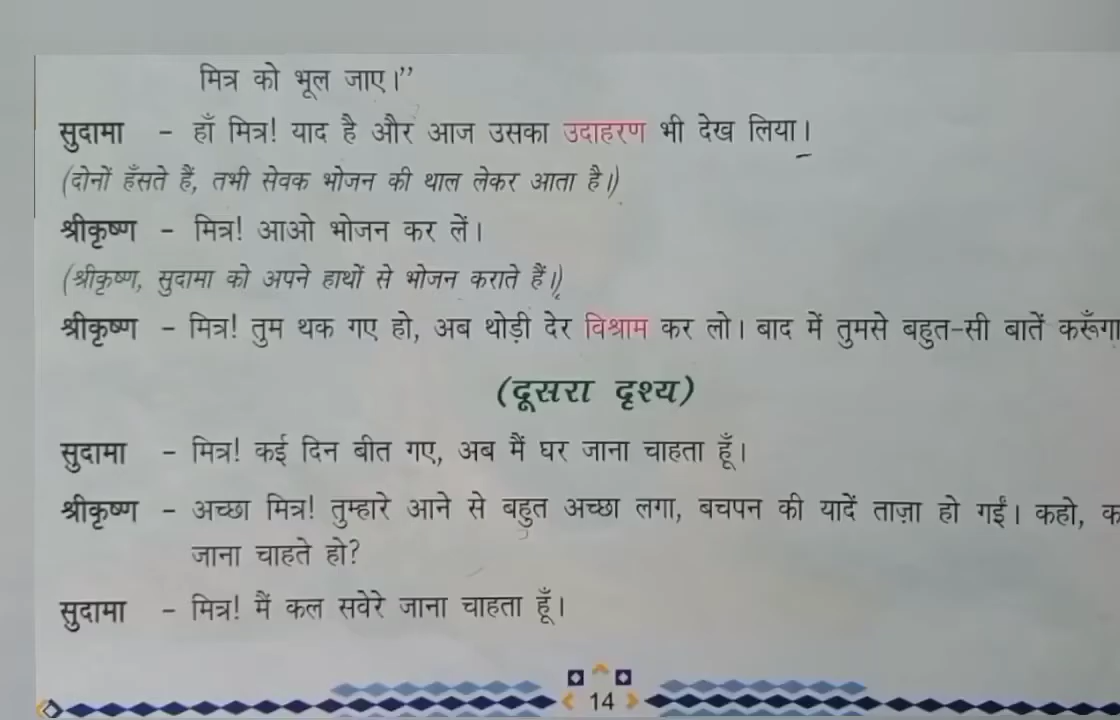 मित्र को भूल जाए।”
सुदामा – हाँ मित्र! याद है और आज उसका उदाहरण भी देख लिया।
(दोनों हँसते हैं, तभी सेवक भोजन की थाल लेकर आता है।)
श्रीकृष्ण – मित्र! आओ भोजन कर लें।
(श्रीकृष्ण, सुदामा को अपने हाथों से भोजन कराते हैं।)
श्रीकृष्ण – मित्र! तुम थक गए हो, अब थोड़ी देर विश्राम कर लो। बाद में तुमसे बहुत-सी बातें करूँगा
(दूसरा दृश्य)
सुदामा – मित्र! कई दिन बीत गए, अब मैं घर जाना चाहता हूँ।
श्रीकृष्ण – अच्छा मित्र! तुम्हारे आने से बहुत अच्छा लगा, बचपन की यादें ताज़ा हो गईं। कहो,
जाना चाहते हो?
सुदामा – मित्र! मैं कल सवेरे जाना चाहता हूँ।
14